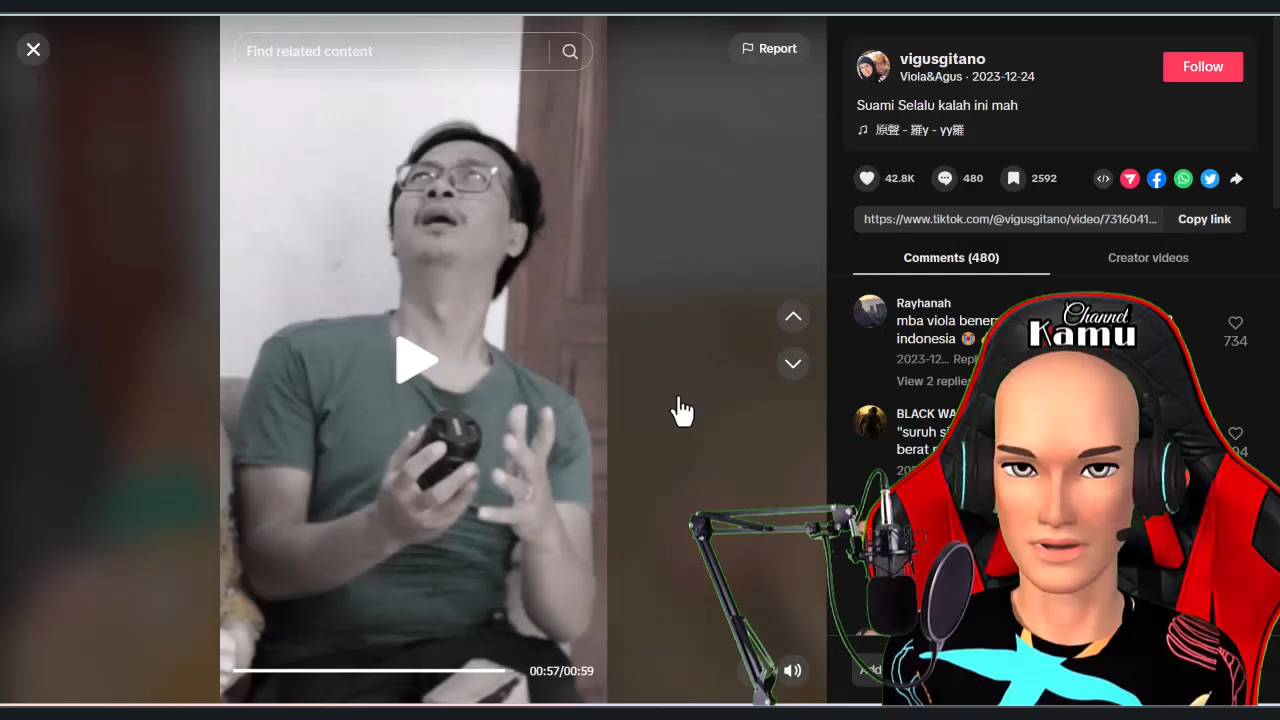 Find related content
Report
vigusgitano
Viola&Agus · 2023-12-24
Follow
Suami Selalu kalah ini mah
原聲 - 羅y - yy羅
42.8K
480
2592
https://www.tiktok.com/@vigusgitano/video/7316041...
Copy link
Comments (480)
Creator videos
Rayhanah
mba viola
indonesia
734
2023-12...
View 2
BLACK
"suruh
berat
Channel
Kamu
00:57/00:59
Add